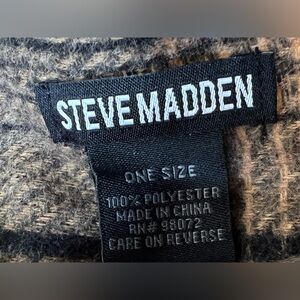 STEVE MADDEN
ONE SIZE
100% POLYESTER
MADE IN CHINA
RN# 98072
CARE ON REVERSE